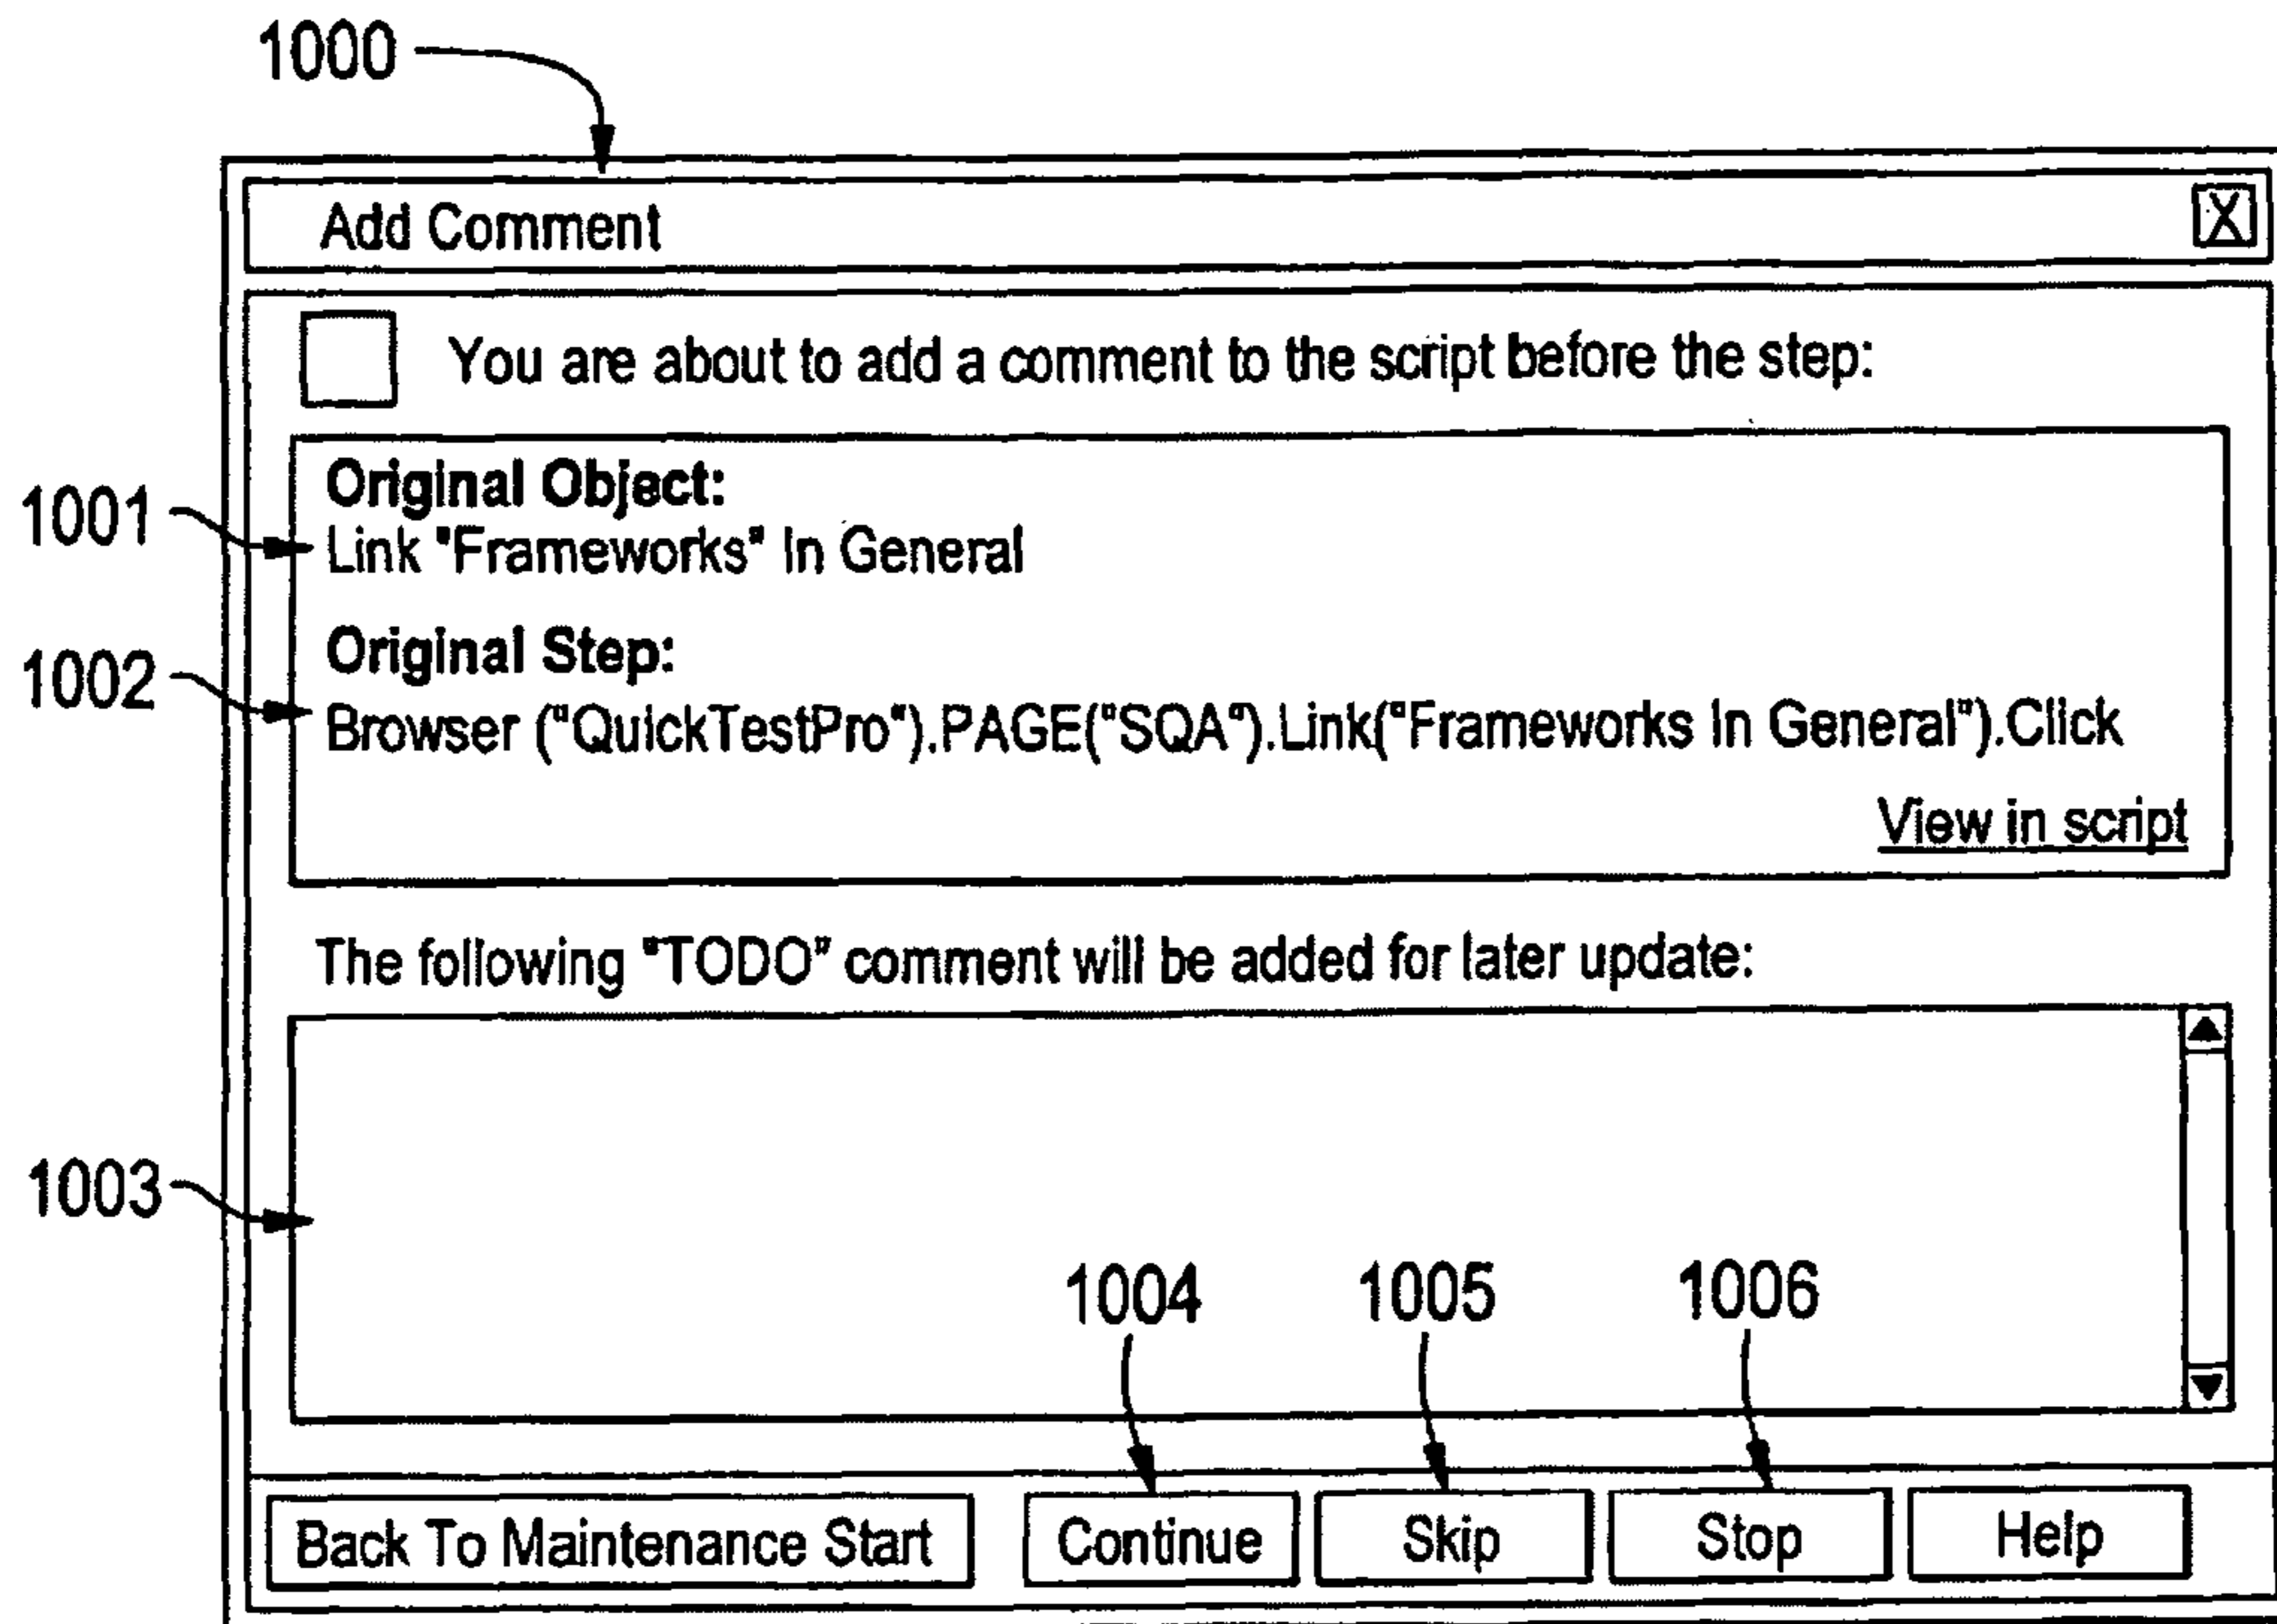 1000
Add Comment X
You are about to add a comment to the script before the step:
Original Object:
1001
Link "Frameworks" In General
Original Step:
1002
Browser ("QuickTestPro").PAGE("SQA").Link("Frameworks In General").Click
View in script
The following "TODO" comment will be added for later update:
1003
1004 1005 1006
Back To Maintenance Start Continue Skip Stop Help